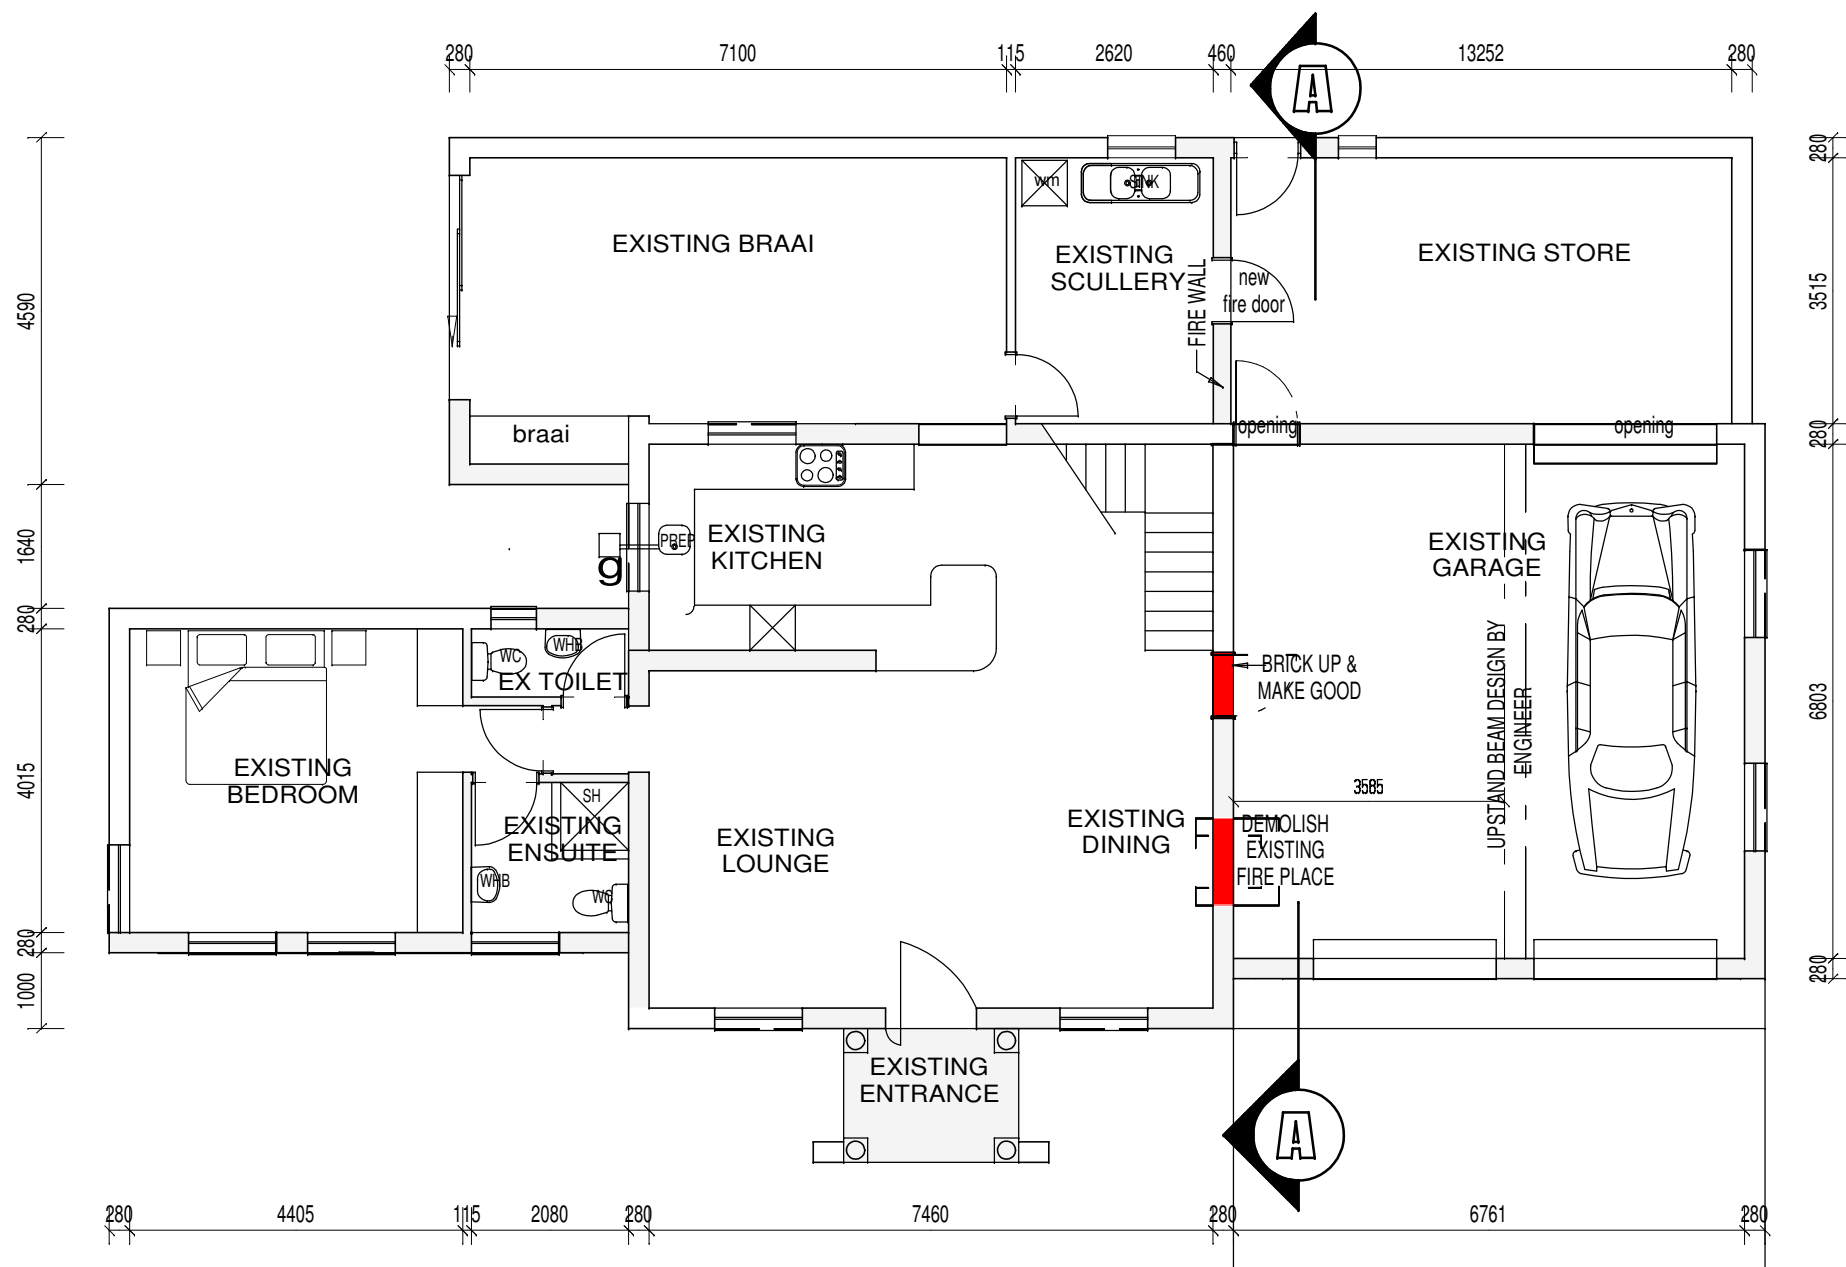 280
7100
115
2620
460
13252
280
A
4590
1640
280
4015
280
1000
280
3515
280
6803
280
EXISTING BRAAI
wm
SINK
EXISTING
SCULLERY
FIRE WALL
new
fire door
EXISTING STORE
braai
opening
opening
PREP
g
EXISTING
KITCHEN
EXISTING
GARAGE
WC
WHB
EX TOILET
BRICK UP &
MAKE GOOD
UPSTAND BEAM DESIGN BY
ENGINEER
EXISTING
BEDROOM
SH
EXISTING
ENSUITE
WHB
WC
EXISTING
LOUNGE
EXISTING
DINING
3585
DEMOLISH
EXISTING
FIRE PLACE
EXISTING
ENTRANCE
A
280
4405
115
2080
280
7460
280
6761
280